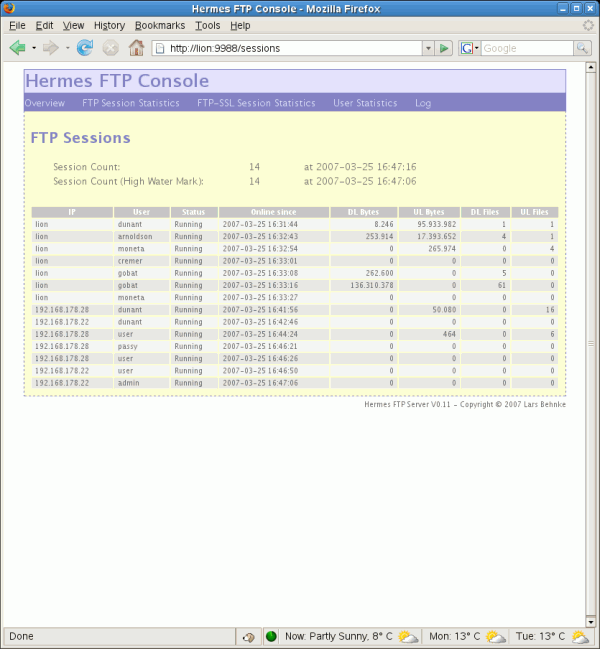 Hermes FTP Console - Mozilla Firefox
File Edit View History Bookmarks Tools Help
http://lion:9988/sessions G Google
Hermes FTP Console
Overview FTP Session Statistics FTP-SSL Session Statistics User Statistics Log
FTP Sessions
Session Count: 14 at 2007-03-25 16:47:16
Session Count (High Water Mark): 14 at 2007-03-25 16:47:06
IP User Status Online since DL Bytes UL Bytes DL Files UL Files
lion dunant Running 2007-03-25 16:31:44 8.246 95.933.982 1 1
lion arnoldson Running 2007-03-25 16:32:43 253.914 17.393.652 4 1
lion moneta Running 2007-03-25 16:32:54 0 265.974 0 4
lion cremer Running 2007-03-25 16:33:01 0 0 0 0
lion gobat Running 2007-03-25 16:33:08 262.600 0 5 0
lion gobat Running 2007-03-25 16:33:16 136.310.378 0 61 0
lion moneta Running 2007-03-25 16:33:27 0 0 0 0
192.168.178.28 dunant Running 2007-03-25 16:41:56 0 50.080 0 16
192.168.178.22 dunant Running 2007-03-25 16:42:46 0 0 0 0
192.168.178.28 user Running 2007-03-25 16:44:24 0 464 0 6
192.168.178.28 passy Running 2007-03-25 16:46:21 0 0 0 0
192.168.178.28 user Running 2007-03-25 16:46:26 0 0 0 0
192.168.178.22 user Running 2007-03-25 16:46:50 0 0 0 0
192.168.178.22 admin Running 2007-03-25 16:47:06 0 0 0 0
Hermes FTP Server V0.11 - Copyright © 2007 Lars Behnke
Done Now: Partly Sunny, 8° C Mon: 13° C Tue: 13° C